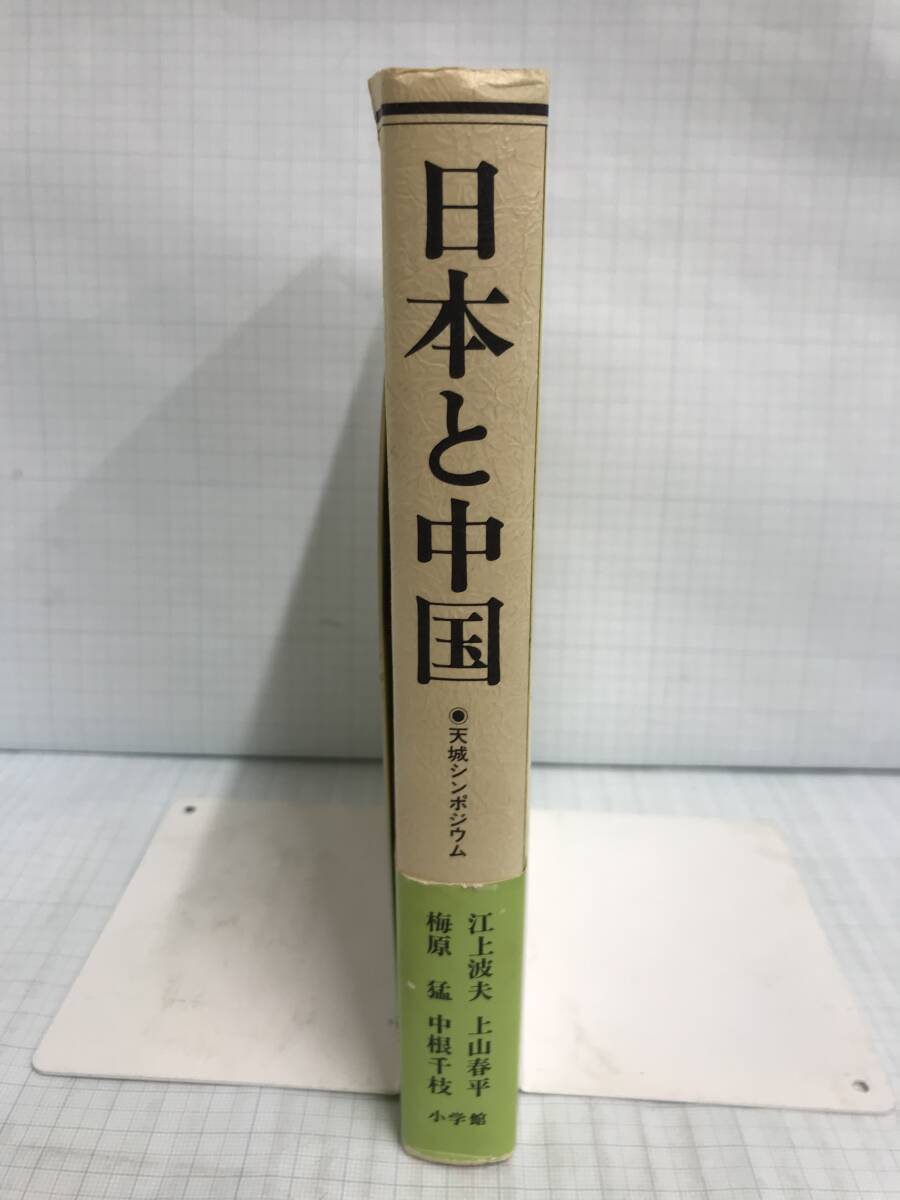 日本と中国
◉天城シンポジウム
江上波夫 上山春平
梅原 猛 中根千枝
小学館